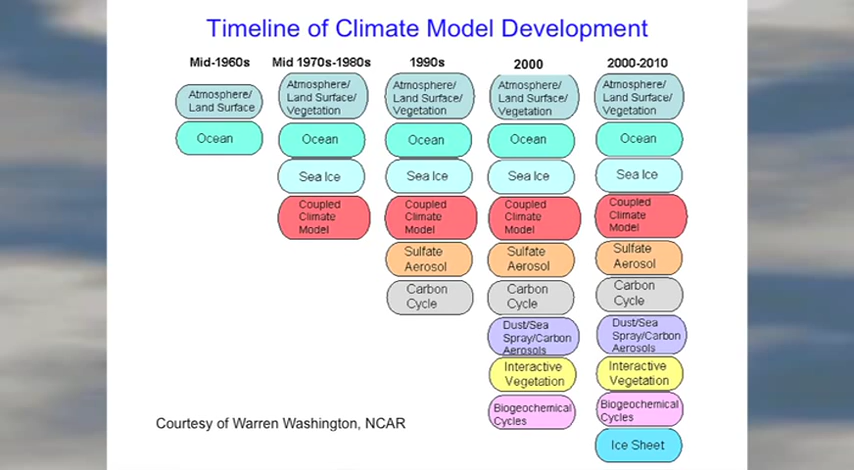 Timeline of Climate Model Development
Mid-1960s
Mid 1970s-1980s
1990s
2000
2000-2010
Atmosphere/
Land Surface
Ocean
Atmosphere/
Land Surface/
Vegetation
Ocean
Sea Ice
Coupled
Climate
Model
Atmosphere/
Land Surface/
Vegetation
Ocean
Sea Ice
Coupled
Climate
Model
Sulfate
Aerosol
Carbon
Cycle
Atmosphere/
Land Surface/
Vegetation
Ocean
Sea Ice
Coupled
Climate
Model
Sulfate
Aerosol
Carbon
Cycle
Dust/Sea
Spray/Carbon
Aerosols
Interactive
Vegetation
Biogeochemical
Cycles
Atmosphere/
Land Surface/
Vegetation
Ocean
Sea Ice
Coupled
Climate
Model
Sulfate
Aerosol
Carbon
Cycle
Dust/Sea
Spray/Carbon
Aerosols
Interactive
Vegetation
Biogeochemical
Cycles
Ice Sheet
Courtesy of Warren Washington, NCAR